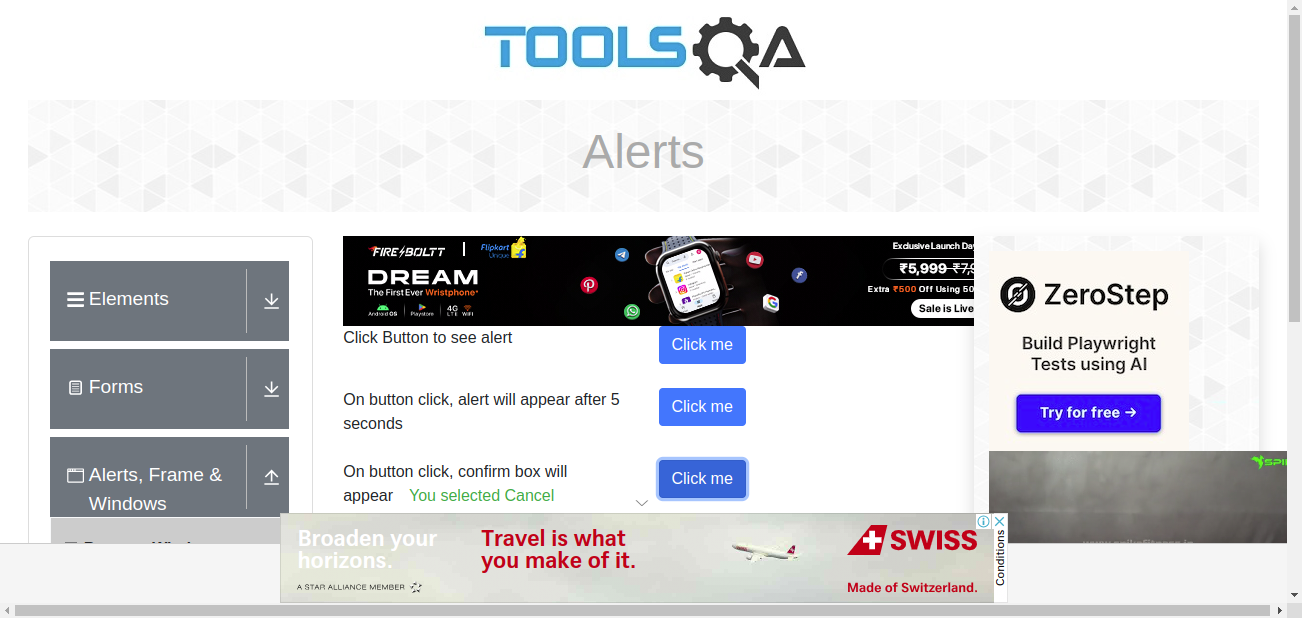 TOOLSQA
Alerts
Elements
Forms
Alerts, Frame &
Windows
FIRE BOLTT
Flipkart
Unique
DREAM
The First Ever Wristphone
Android OS
Playstore
4G
LTE
WiFi
Exclusive Launch Day
₹5,999
Extra ₹500 Off Using 50
Sale is Live
Click Button to see alert
Click me
On button click, alert will appear after 5
seconds
Click me
On button click, confirm box will
appear You selected Cancel
Click me
ZeroStep
Build Playwright
Tests using AI
Try for free →
Broaden your
horizons.
A STAR ALLIANCE MEMBER
Travel is what
you make of it.
SWISS
Made of Switzerland.
Conditions